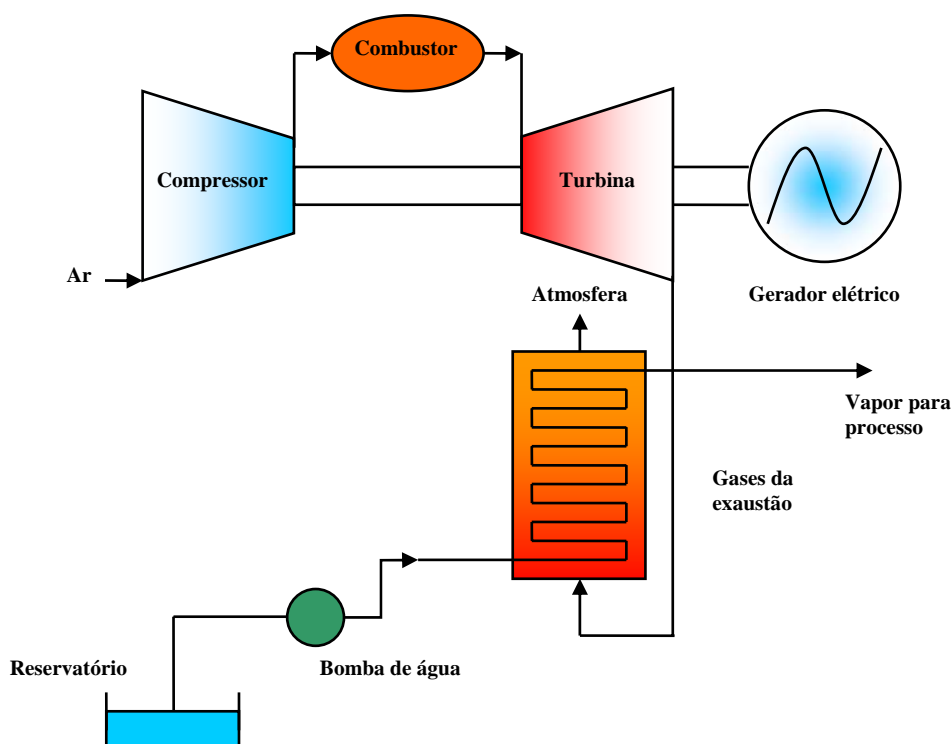 Combustor
Compressor
Turbina
Ar
Atmosfera
Gerador elétrico
Vapor para
processo
Gases da
exaustão
Reservatório
Bomba de água